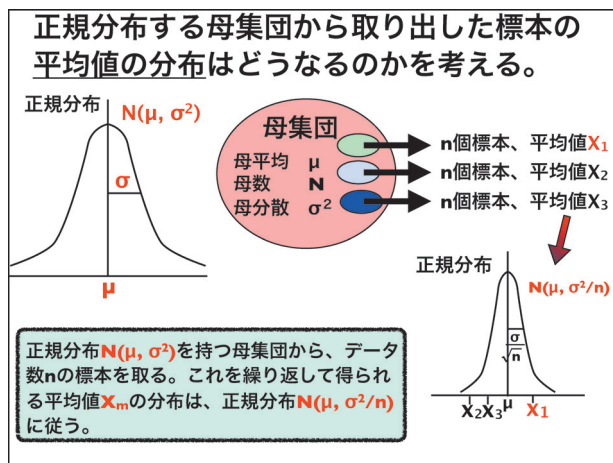 正規分布する母集団から取り出した標本の
平均値の分布はどうなるのかを考える。
正規分布
N(μ, σ²)
σ
μ
母集団
母平均 μ
母数 N
母分散 σ²
n個標本、平均値X₁
n個標本、平均値X₂
n個標本、平均値X₃
正規分布
N(μ, σ²/n)
σ
√n
X₂ X₃ μ X₁
正規分布N(μ, σ²)を持つ母集団から、データ
数nの標本を取る。これを繰り返して得られ
る平均値Xₘの分布は、正規分布N(μ, σ²/n)
に従う。